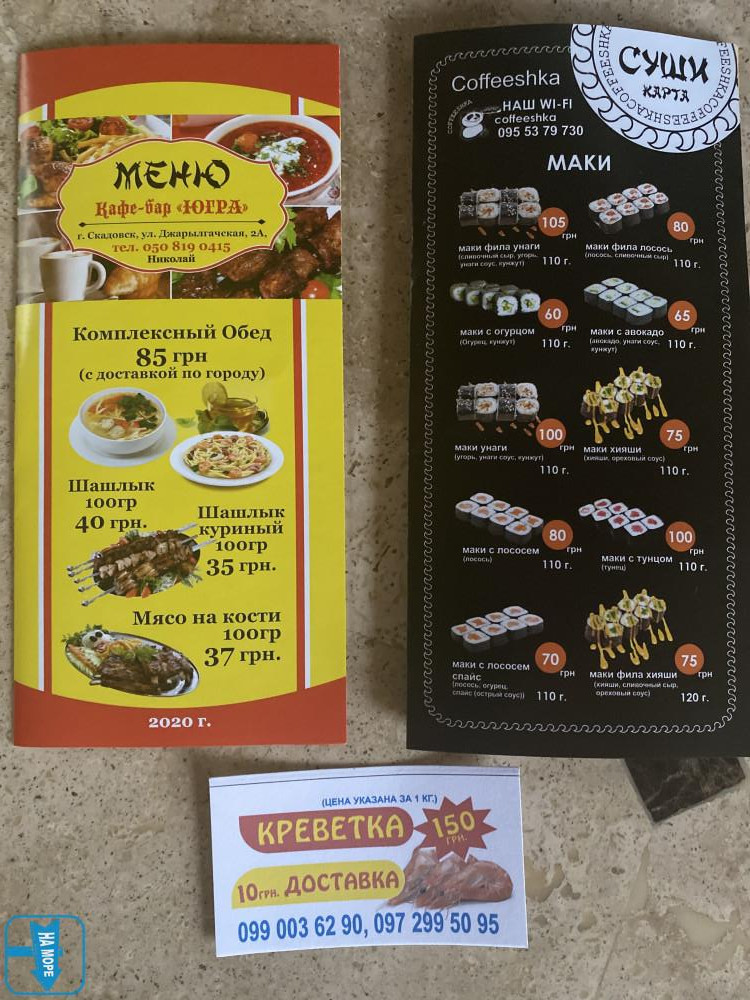 МЕНЮ
Кафе-бар «ЮГРА»
г. Скадовск, ул. Джарылгачская, 2А,
тел. 050 819 0415
Николай
Комплексный Обед
85 грн
(с доставкой по городу)
Шашлык
100гр
40 грн.
Шашлык
куриный
100гр
35 грн.
Мясо на кости
100гр
37 грн.
2020 г.
Coffeeshka
СУШИ
КАРТА
COFFEESHKA
НАШ WI-FI
coffeeshka
095 53 79 730
МАКИ
105 грн
маки фила унаги
(сливочный сыр, угорь,
унаги соус, кунжут)
110 г.
80 грн
маки фила лосось
(лосось, сливочный сыр)
110 г.
60 грн
маки с огурцом
(Огурец, кунжут)
110 г.
65 грн
маки с авокадо
(авокадо, унаги соус,
кунжут)
110 г.
100 грн
маки унаги
(угорь, унаги соус, кунжут)
110 г.
75 грн
маки хияши
(хияши, ореховый соус)
110 г.
80 грн
маки с лососем
(лосось)
110 г.
100 грн
маки с тунцом
(тунец)
110 г.
70 грн
маки с лососем
спайс
(лосось, огурец,
спайс (острый соус))
110 г.
75 грн
маки фила хияши
(хияши, сливочный сыр,
ореховый соус)
120 г.
(ЦЕНА УКАЗАНА ЗА 1 КГ.)
КРЕВЕТКА
150
ГРН.
10 ГРН. ДОСТАВКА
099 003 62 90, 097 299 50 95
НА МОРЕ